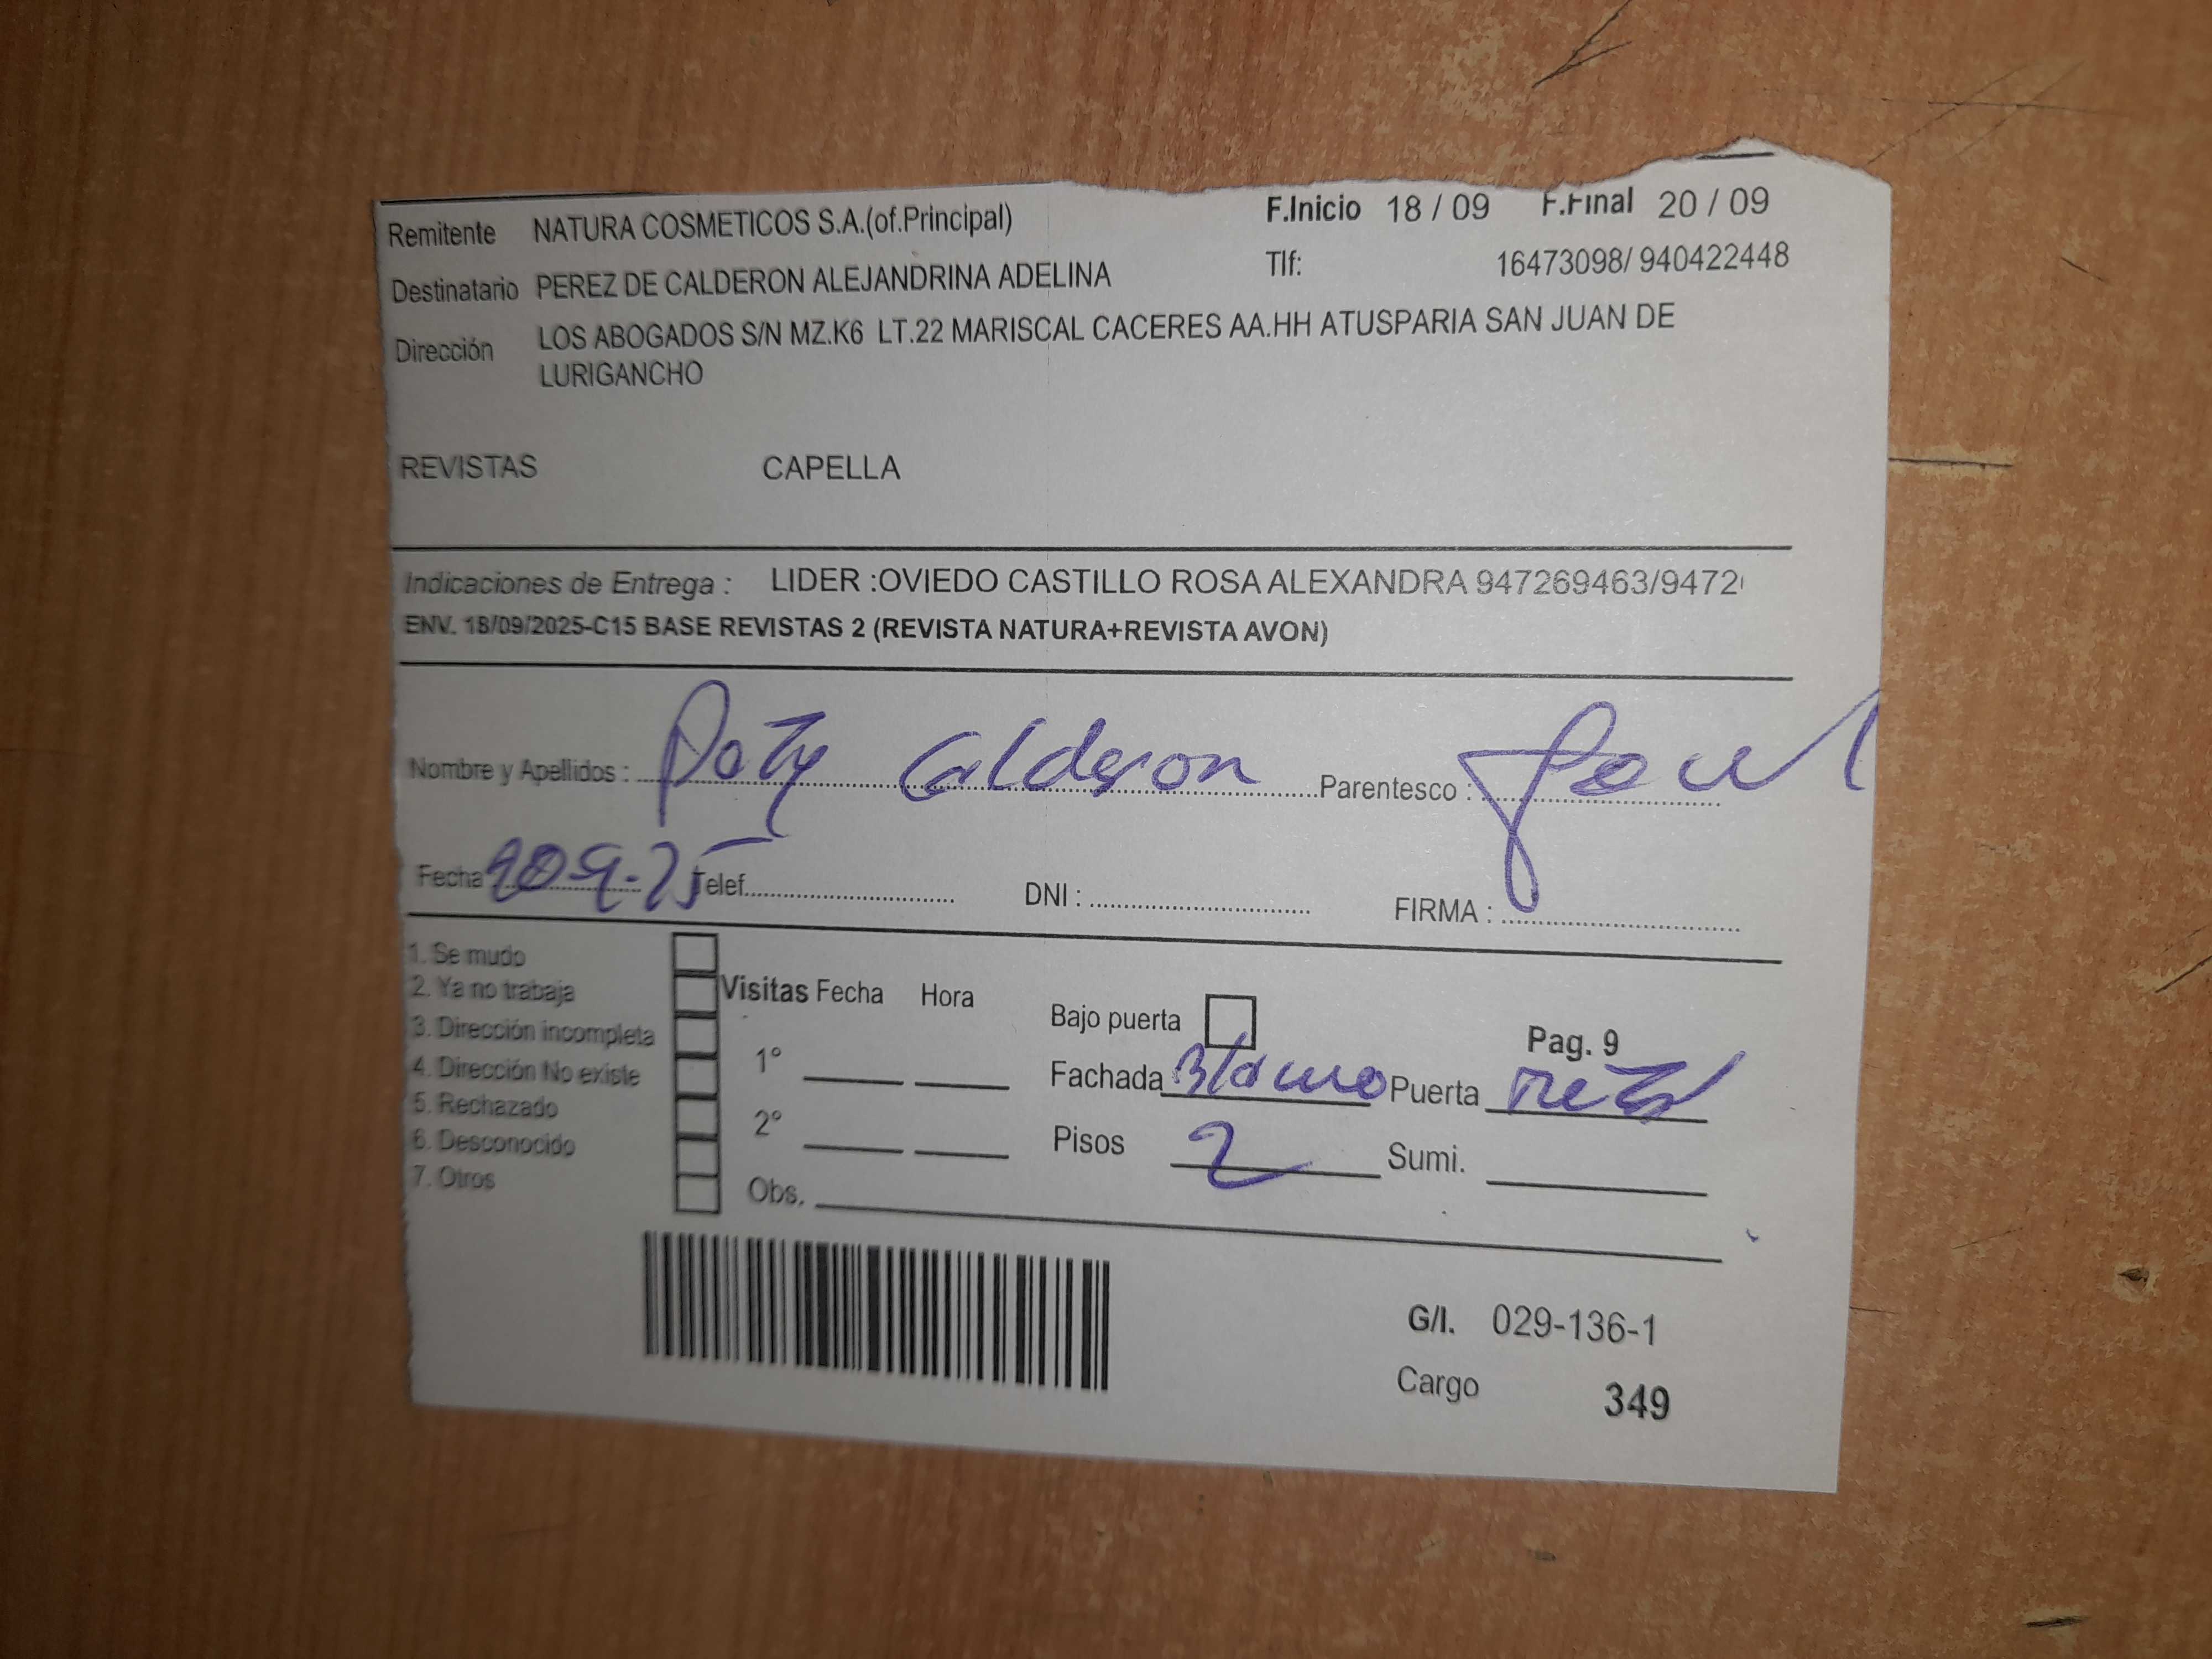 Remitente NATURA COSMETICOS S.A.(of.Principal) F.Inicio 18 / 09 F.Final 20 / 09
Destinatario PEREZ DE CALDERON ALEJANDRINA ADELINA Tlf: 16473098/ 940422448
Dirección LOS ABOGADOS S/N MZ.K6 LT.22 MARISCAL CACERES AA.HH ATUSPARIA SAN JUAN DE
LURIGANCHO
REVISTAS CAPELLA
Indicaciones de Entrega : LIDER :OVIEDO CASTILLO ROSA ALEXANDRA 947269463/9472
ENV. 18/09/2025-C15 BASE REVISTAS 2 (REVISTA NATURA+REVISTA AVON)
Nombre y Apellidos : Paty Calderon Parentesco :
Fecha Telef. DNI : FIRMA :
1. Se mudo
2. Ya no trabaja Visitas Fecha Hora
3. Dirección incompleta Bajo puerta Pag. 9
4. Dirección No existe 1° Fachada Blanco Puerta metal
5. Rechazado
6. Desconocido 2° Pisos 2 Sumi.
7. Otros Obs.
G/I. 029-136-1
Cargo 349